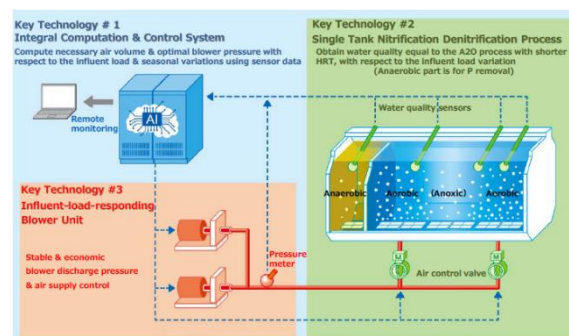 Key Technology # 1
Integral Computation & Control System
Compute necessary air volume & optimal blower pressure with
respect to the influent load & seasonal variations using sensor data
Key Technology #2
Single Tank Nitrification Denitrification Process
Obtain water quality equal to the A2O process with shorter
HRT, with respect to the influent load variation
(Anaerobic part is for P removal)
Remote
monitoring
AI
Water quality sensors
Anaerobic
Aerobic
(Anoxic)
Aerobic
Key Technology #3
Influent-load-responding
Blower Unit
Stable & economic
blower discharge pressure
& air supply control
Pressure
meter
Air control valve
M
M